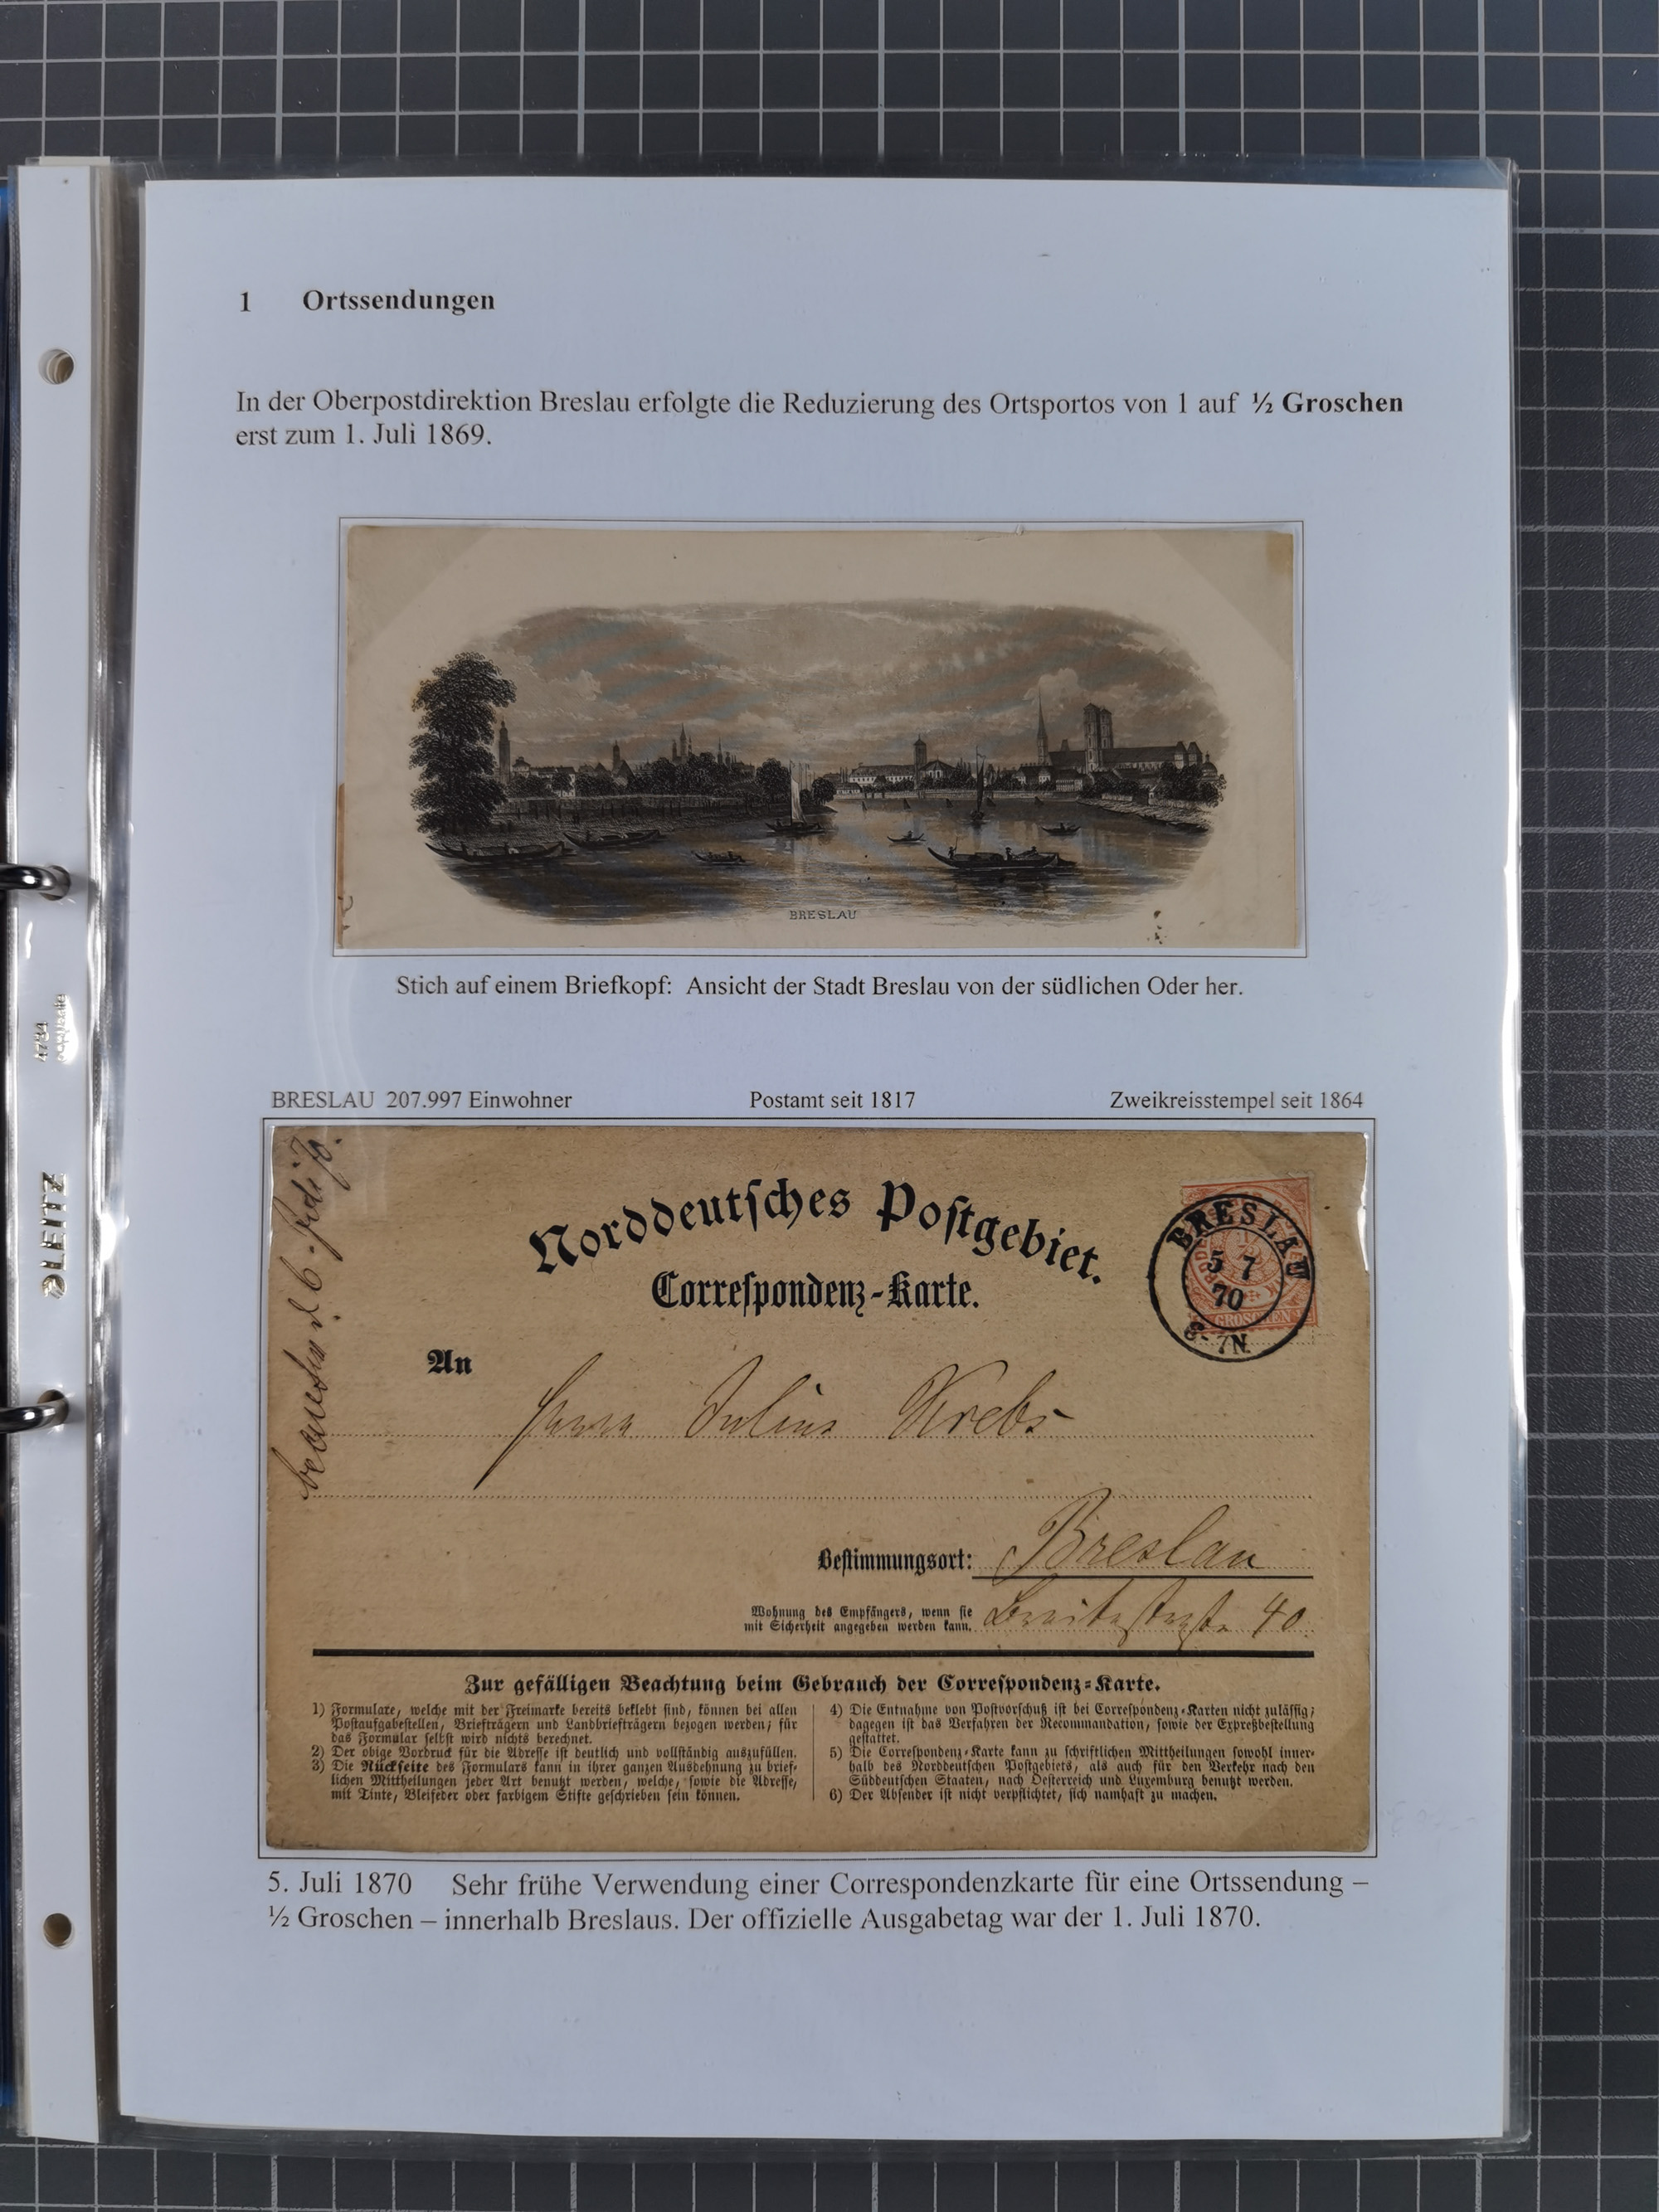 1 Ortssendungen
In der Oberpostdirektion Breslau erfolgte die Reduzierung des Ortsportos von 1 auf ½ Groschen
erst zum 1. Juli 1869.
BRESLAU
Stich auf einem Briefkopf: Ansicht der Stadt Breslau von der südlichen Oder her.
BRESLAU 207.997 Einwohner Postamt seit 1817 Zweikreisstempel seit 1864
Norddeutsches Postgebiet.
Correspondenz-Karte.
BRESLAU
5 7
70
6-7N.
GROSCHEN
An
Herrn Julius Krebs
Bestimmungsort: Breslau
Wohnung des Empfängers, wenn sie
mit Sicherheit angegeben werden kann.
Breitestraße 40
Zur gefälligen Beachtung beim Gebrauch der Correspondenz-Karte.
1) Formulare, welche mit der Freimarke bereits beklebt sind, können bei allen
Postaufgabestellen, Briefträgern und Landbriefträgern bezogen werden; für
das Formular selbst wird nichts berechnet.
2) Der obige Vordruck für die Adresse ist deutlich und vollständig auszufüllen.
3) Die Rückseite des Formulars kann in ihrer ganzen Ausdehnung zu brief-
lichen Mittheilungen jeder Art benutzt werden, welche, sowie die Adresse,
mit Tinte, Bleifeder oder farbigem Stifte geschrieben sein können.
4) Die Entnahme von Postvorschuß ist bei Correspondenz-Karten nicht zulässig;
dagegen ist das Verfahren der Recommandation, sowie der Expreßbestellung
gestattet.
5) Die Correspondenz-Karte kann zu schriftlichen Mittheilungen sowohl inner-
halb des Norddeutschen Postgebiets, als auch für den Verkehr nach den
Süddeutschen Staaten, nach Oesterreich und Luxemburg benutzt werden.
6) Der Absender ist nicht verpflichtet, sich namhaft zu machen.
5. Juli 1870 Sehr frühe Verwendung einer Correspondenzkarte für eine Ortssendung –
½ Groschen – innerhalb Breslaus. Der offizielle Ausgabetag war der 1. Juli 1870.
LEITZ
4794